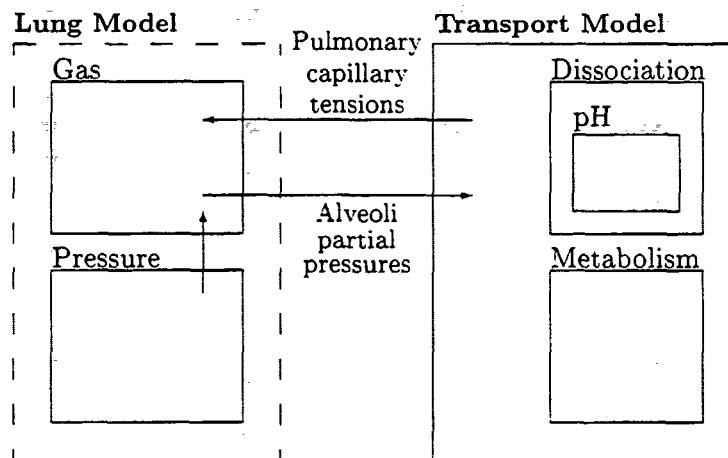 Lung Model
Transport Model
Pulmonary
capillary
tensions
Gas
Dissociation
pH
Alveoli
partial
pressures
Pressure
Metabolism